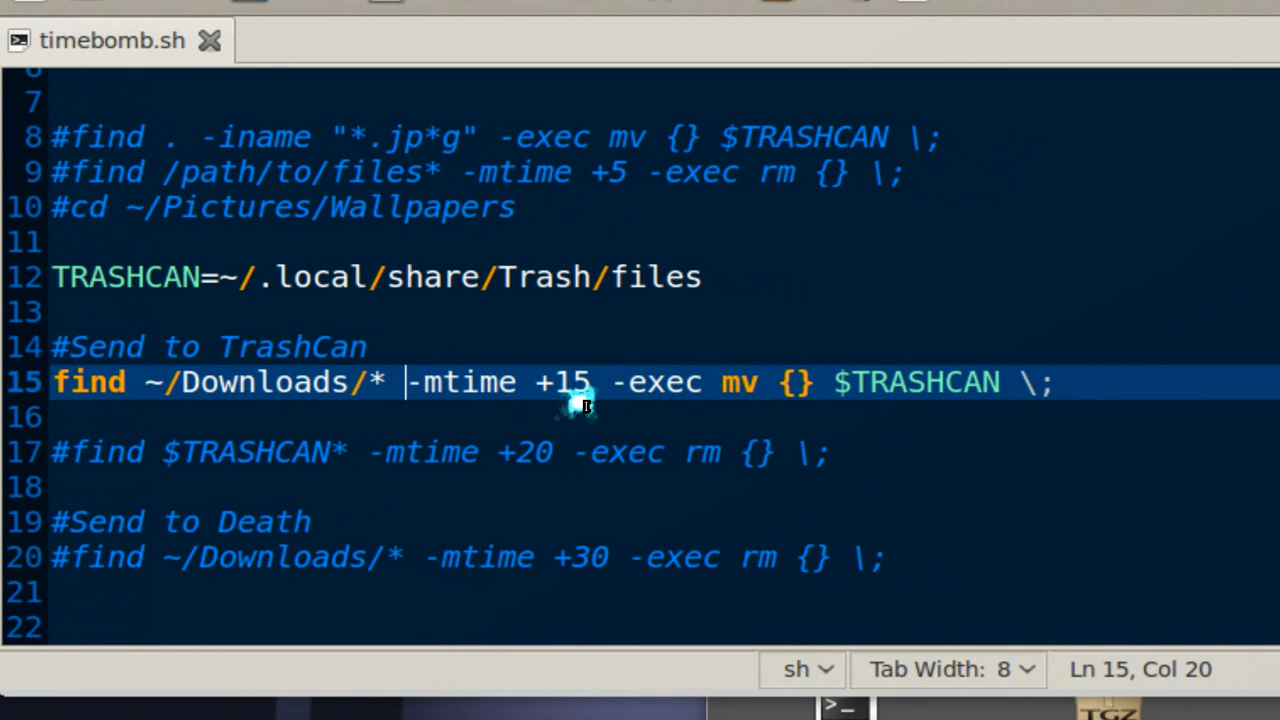 timebomb.sh
6
7
8 #find . -iname "*.jp*g" -exec mv {} $TRASHCAN \;
9 #find /path/to/files* -mtime +5 -exec rm {} \;
10 #cd ~/Pictures/Wallpapers
11
12 TRASHCAN=~/.local/share/Trash/files
13
14 #Send to TrashCan
15 find ~/Downloads/* -mtime +15 -exec mv {} $TRASHCAN \;
16
17 #find $TRASHCAN* -mtime +20 -exec rm {} \;
18
19 #Send to Death
20 #find ~/Downloads/* -mtime +30 -exec rm {} \;
21
22
sh Tab Width: 8 Ln 15, Col 20
>_ TGZ